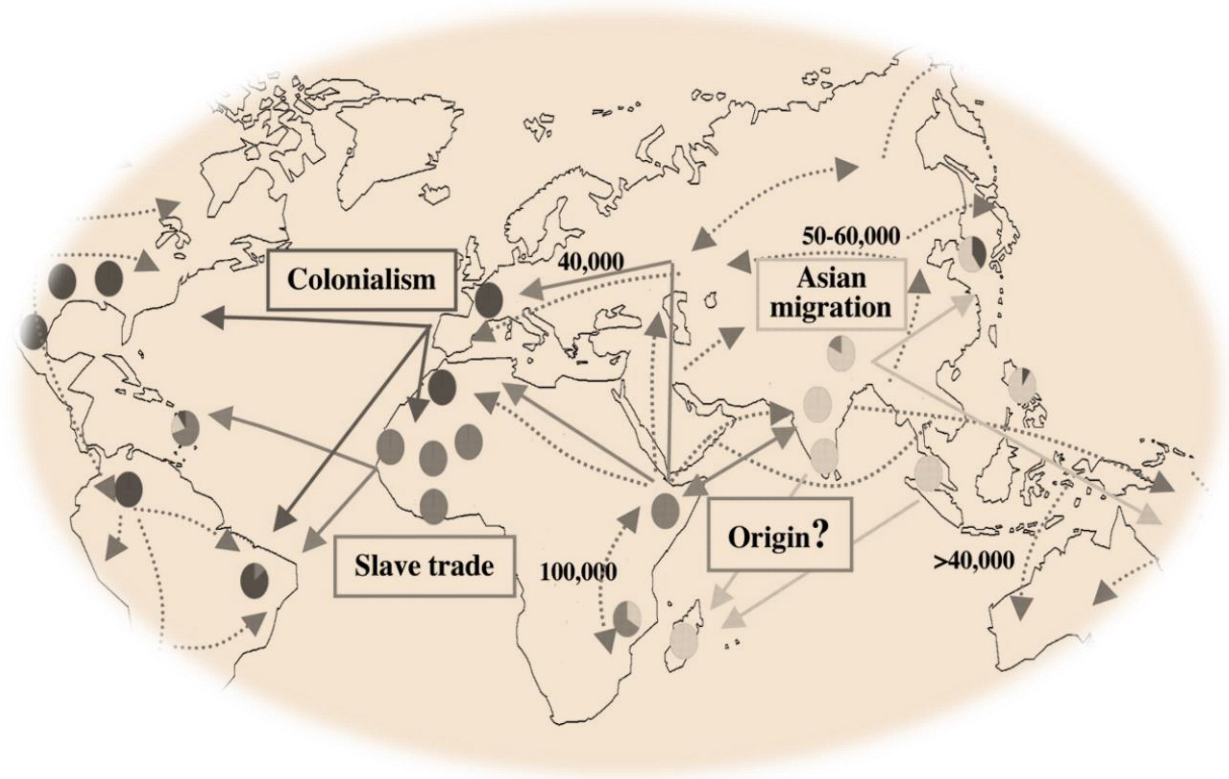 50-60,000
Colonialism
40,000
Asian
migration
Origin?
Slave trade
100,000
>40,000